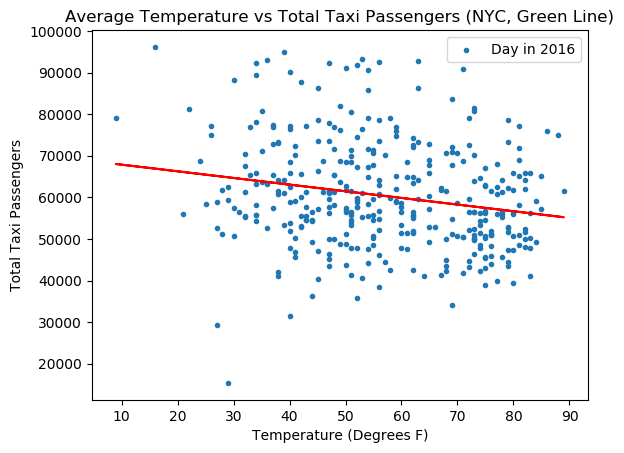 Average Temperature vs Total Taxi Passengers (NYC, Green Line)
Day in 2016
Total Taxi Passengers
100000
90000
80000
70000
60000
50000
40000
30000
20000
10 20 30 40 50 60 70 80 90
Temperature (Degrees F)